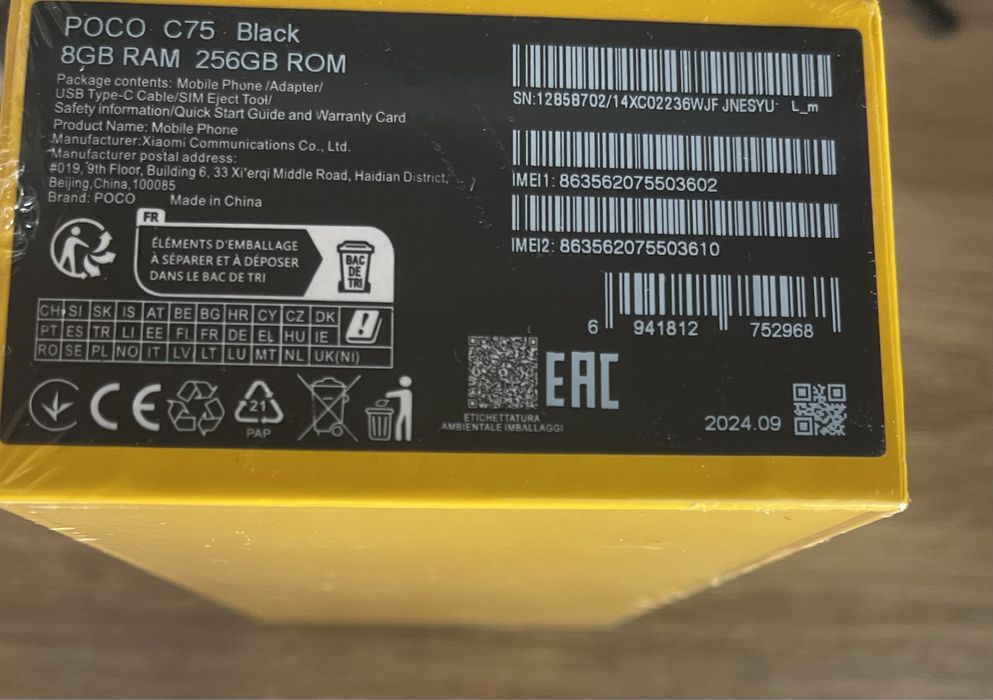 POCO C75 Black
8GB RAM 256GB ROM
Package contents: Mobile Phone /Adapter/
USB Type-C Cable/SIM Eject Tool/
Safety information/Quick Start Guide and Warranty Card
Product Name: Mobile Phone
Manufacturer:Xiaomi Communications Co., Ltd.
Manufacturer postal address:
#019, 9th Floor, Building 6, 33 Xi'erqi Middle Road, Haidian District,
Beijing,China,100085
Brand: POCO Made in China
SN:12858702/14XC02236WJF JNESYU L_m
IMEI1: 863562075503602
IMEI2: 863562075503610
6 941812 752968
FR
ÉLÉMENTS D'EMBALLAGE
À SÉPARER ET À DÉPOSER
DANS LE BAC DE TRI
BAC
DE
TRI
CH SI SK IS AT BE BG HR CY CZ DK
PT ES TR LI EE FI FR DE EL HU IE
RO SE PL NO IT LV LT LU MT NL UK(NI)
CE
21
PAP
EAC
ETICHETTATURA
AMBIENTALE IMBALLAGGI
2024.09